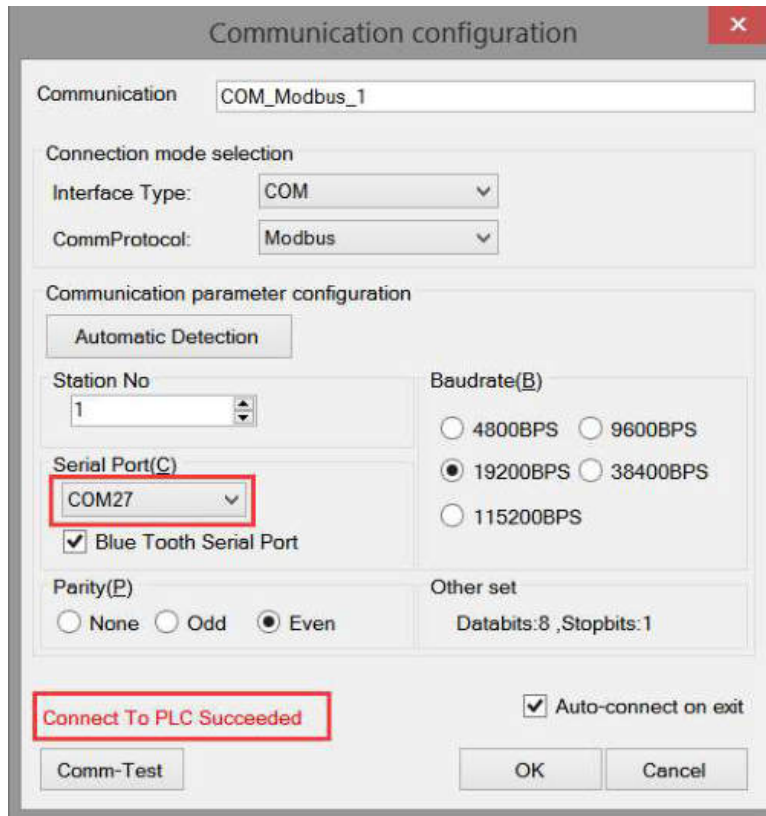 Communication configuration
Communication COM_Modbus_1
Connection mode selection
Interface Type: COM
CommProtocol: Modbus
Communication parameter configuration
Automatic Detection
Station No
1
Baudrate(B)
4800BPS 9600BPS
19200BPS 38400BPS
115200BPS
Serial Port(C)
COM27
Blue Tooth Serial Port
Parity(P)
None Odd Even
Other set
Databits:8 ,Stopbits:1
Connect To PLC Succeeded
Auto-connect on exit
Comm-Test OK Cancel